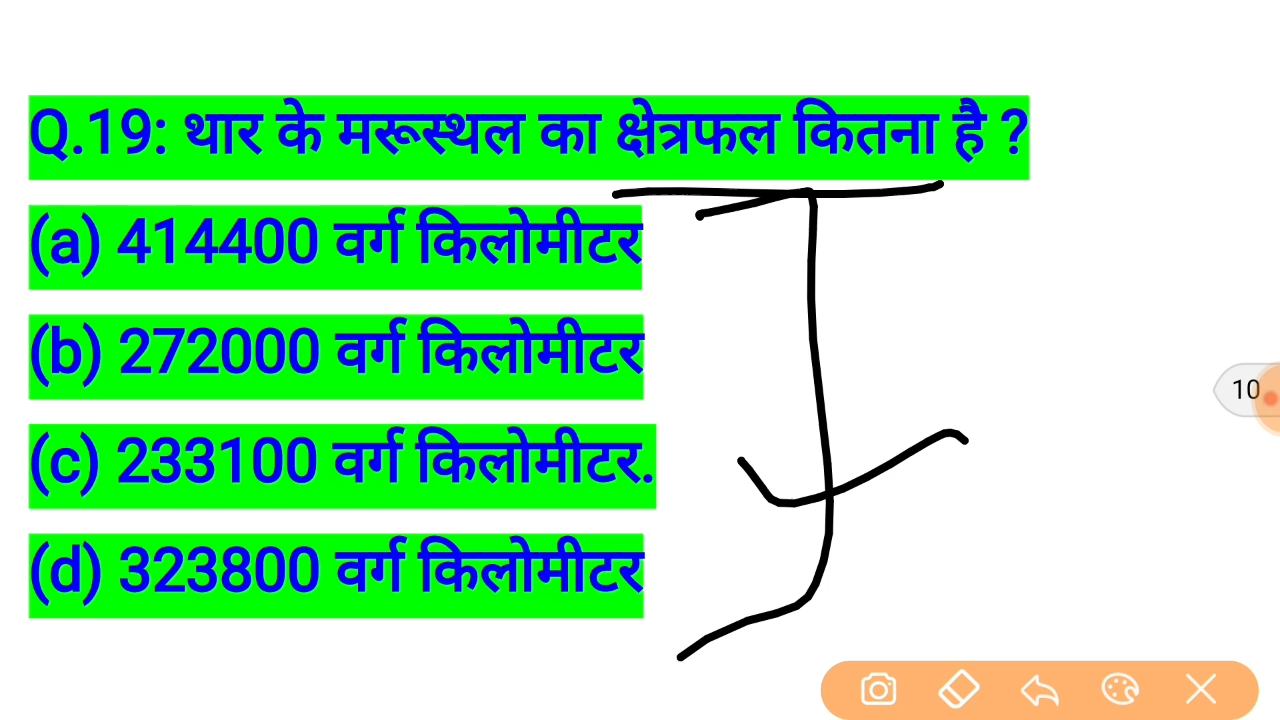 Q.19: थार के मरूस्थल का क्षेत्रफल कितना है ?
(a) 414400 वर्ग किलोमीटर
(b) 272000 वर्ग किलोमीटर
(c) 233100 वर्ग किलोमीटर.
(d) 323800 वर्ग किलोमीटर
10